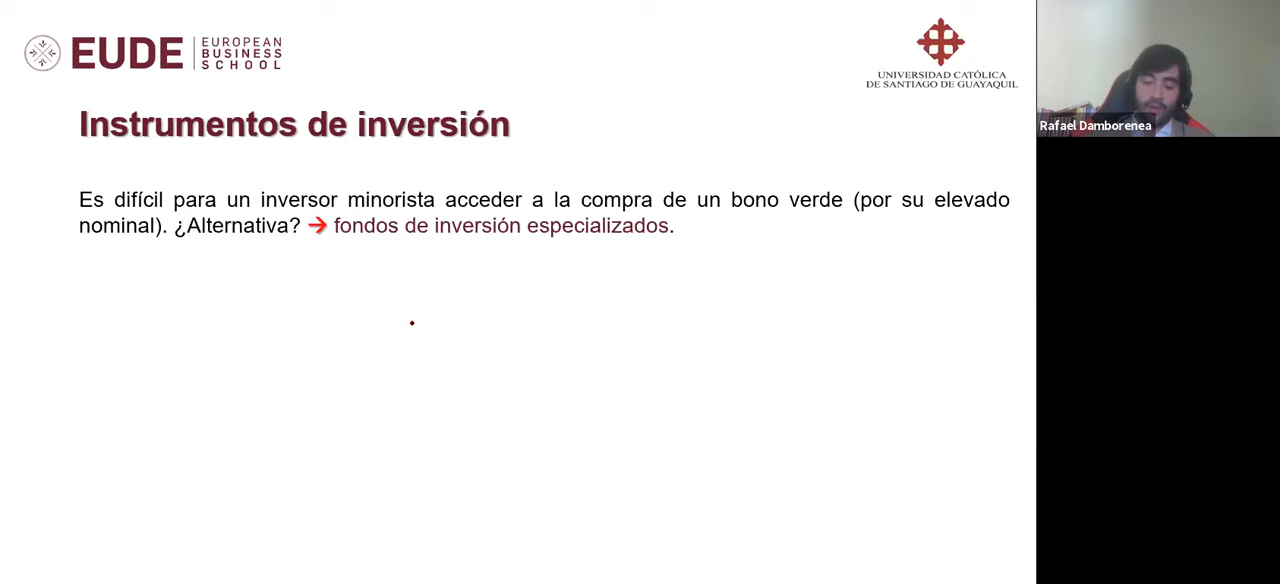 EUDE
EUROPEAN
BUSINESS
SCHOOL
UNIVERSIDAD CATÓLICA
DE SANTIAGO DE GUAYAQUIL
Instrumentos de inversión
Es difícil para un inversor minorista acceder a la compra de un bono verde (por su elevado
nominal). ¿Alternativa? → fondos de inversión especializados.
Rafael Damborenea